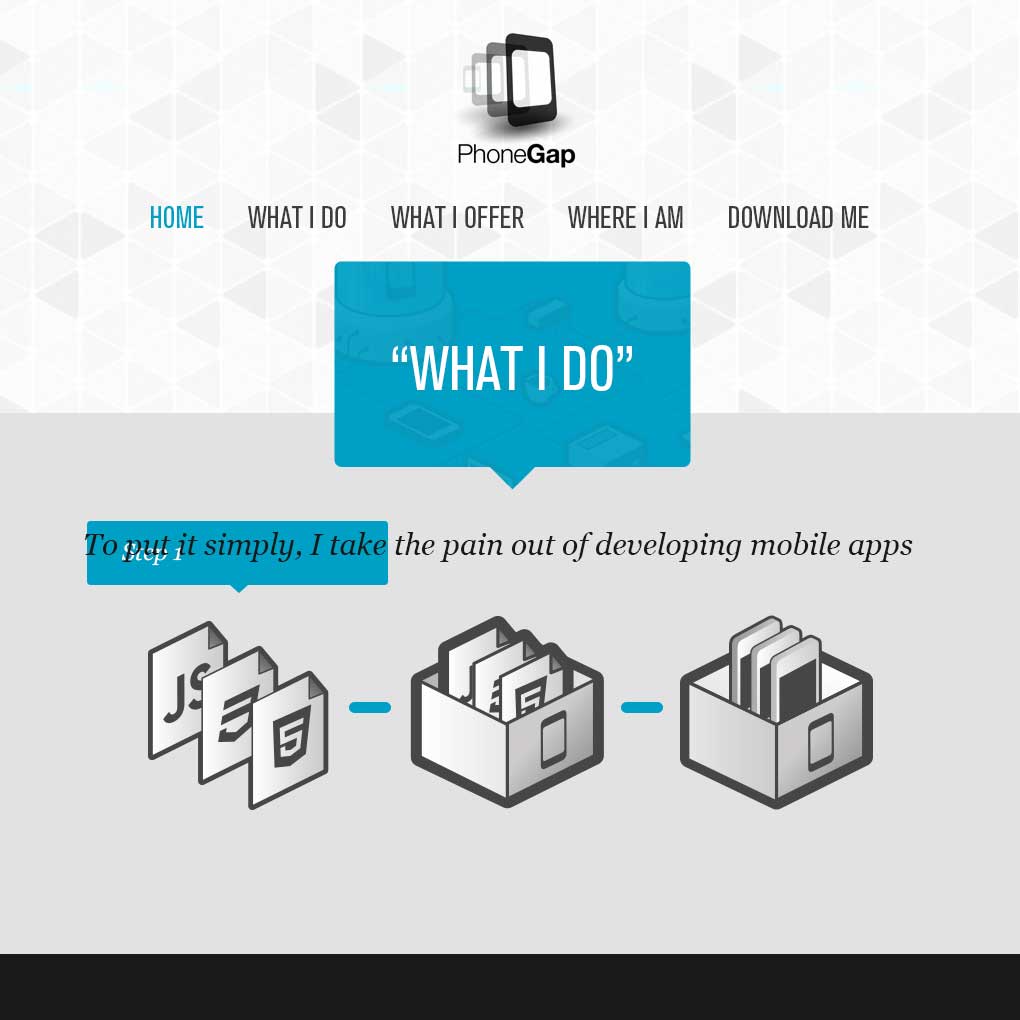 PhoneGap
HOME WHAT I DO WHAT I OFFER WHERE I AM DOWNLOAD ME
“WHAT I DO”
To put it simply, I take the pain out of developing mobile apps
Step 1
JS